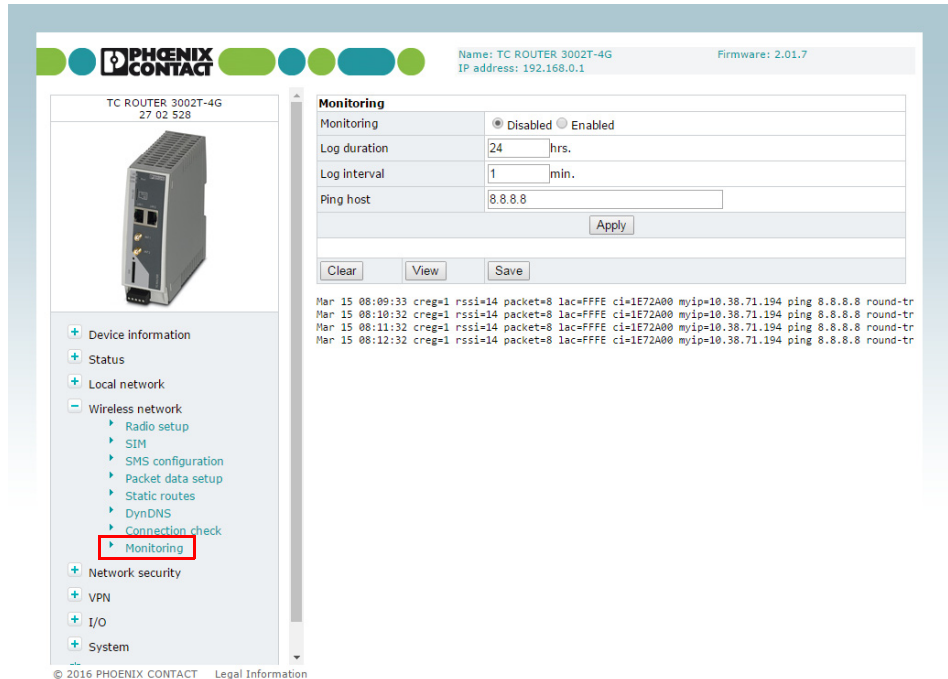 PHŒNIX
CONTACT
Name: TC ROUTER 3002T-4G
Firmware: 2.01.7
IP address: 192.168.0.1
TC ROUTER 3002T-4G
27 02 528
Device information
Status
Local network
Wireless network
Radio setup
SIM
SMS configuration
Packet data setup
Static routes
DynDNS
Connection check
Monitoring
Network security
VPN
I/O
System
Monitoring
Monitoring Disabled Enabled
Log duration 24 hrs.
Log interval 1 min.
Ping host 8.8.8.8
Apply
Clear View Save
Mar 15 08:09:33 creg=1 rssi=14 packet=8 lac=FFFE ci=1E72A00 myip=10.38.71.194 ping 8.8.8.8 round-tr
Mar 15 08:10:32 creg=1 rssi=14 packet=8 lac=FFFE ci=1E72A00 myip=10.38.71.194 ping 8.8.8.8 round-tr
Mar 15 08:11:32 creg=1 rssi=14 packet=8 lac=FFFE ci=1E72A00 myip=10.38.71.194 ping 8.8.8.8 round-tr
Mar 15 08:12:32 creg=1 rssi=14 packet=8 lac=FFFE ci=1E72A00 myip=10.38.71.194 ping 8.8.8.8 round-tr
© 2016 PHOENIX CONTACT Legal Information